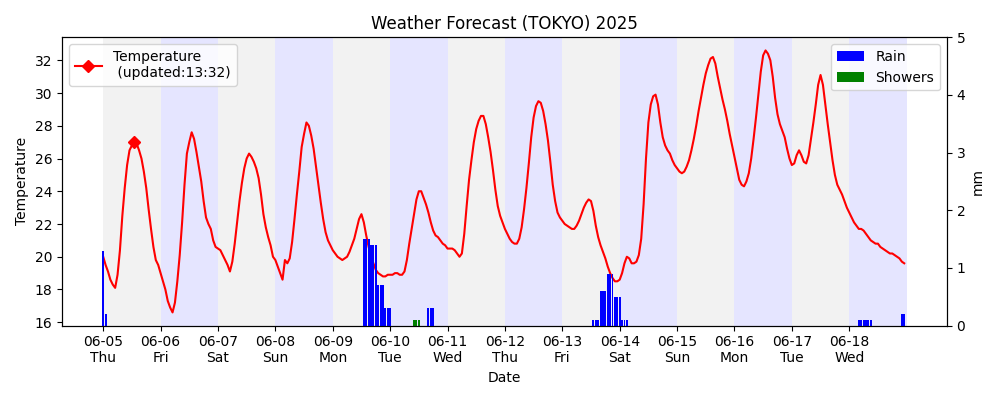 Weather Forecast (TOKYO) 2025
Temperature
(updated:13:32)
Rain
Showers
Temperature
32
30
28
26
24
22
20
18
16
5
4
3
2
1
0
mm
06-05 06-06 06-07 06-08 06-09 06-10 06-11 06-12 06-13 06-14 06-15 06-16 06-17 06-18
Thu Fri Sat Sun Mon Tue Wed Thu Fri Sat Sun Mon Tue Wed
Date